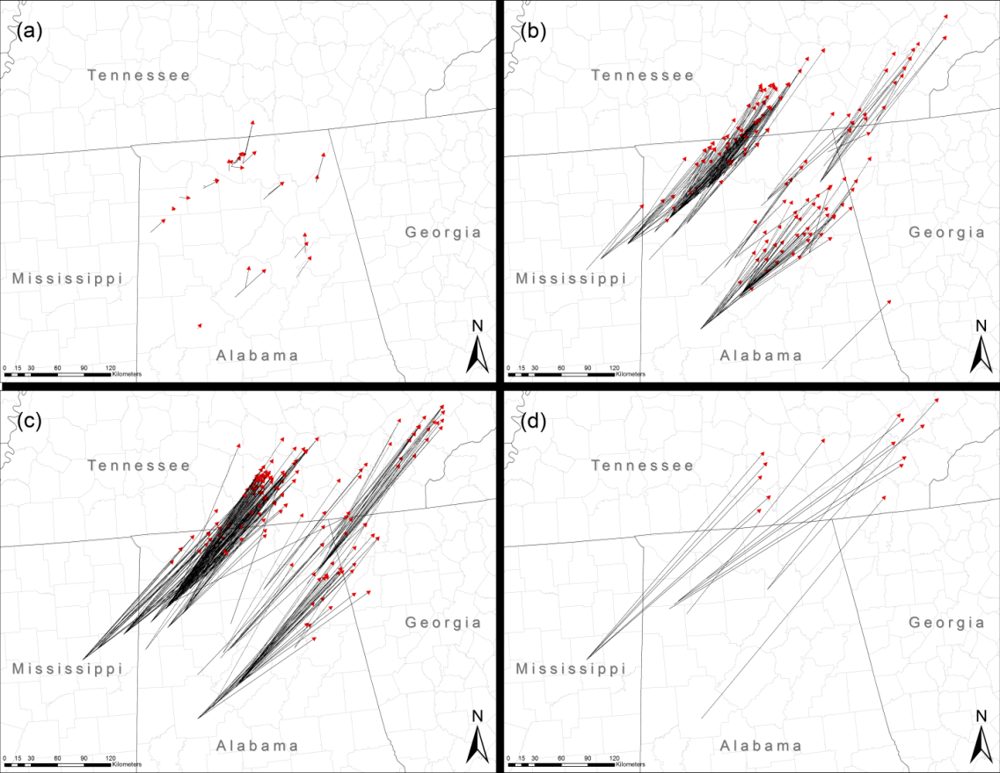 (a)
Tennessee
Georgia
Mississippi
Alabama
N
0 15 30 60 90 120
Kilometers
(b)
Tennessee
Georgia
Mississippi
Alabama
N
0 15 30 60 90 120
Kilometers
(c)
Tennessee
Georgia
Mississippi
Alabama
N
0 15 30 60 90 120
Kilometers
(d)
Tennessee
Georgia
Mississippi
Alabama
N
0 15 30 60 90 120
Kilometers